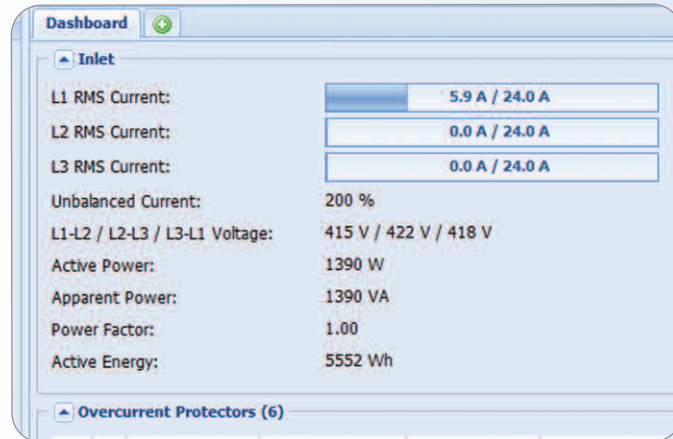 Dashboard
Inlet
L1 RMS Current: 5.9 A / 24.0 A
L2 RMS Current: 0.0 A / 24.0 A
L3 RMS Current: 0.0 A / 24.0 A
Unbalanced Current: 200 %
L1-L2 / L2-L3 / L3-L1 Voltage: 415 V / 422 V / 418 V
Active Power: 1390 W
Apparent Power: 1390 VA
Power Factor: 1.00
Active Energy: 5552 Wh
Overcurrent Protectors (6)